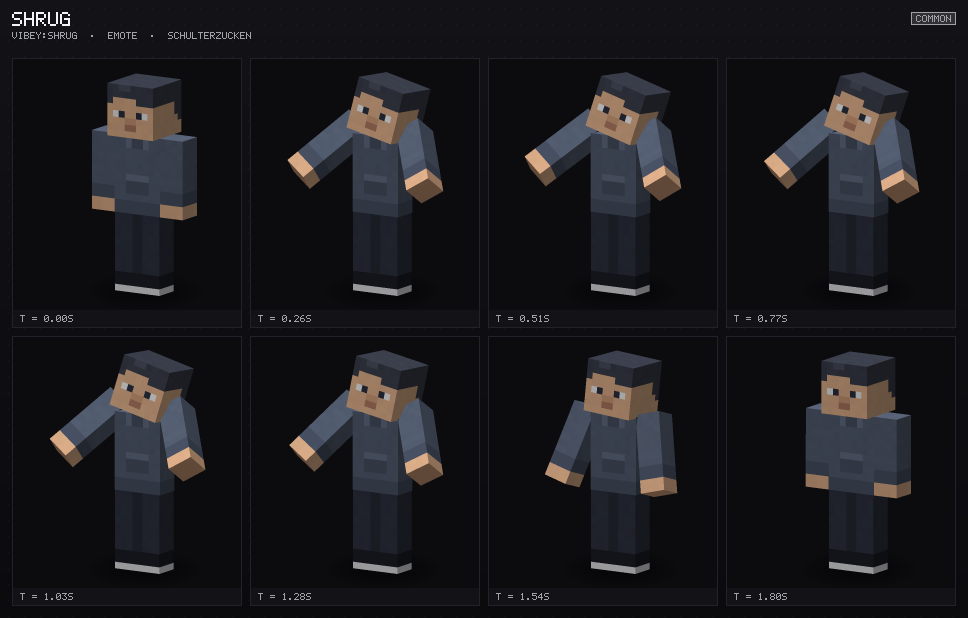 SHRUG
COMMON
VIBEY:SHRUG • EMOTE • SCHULTERZUCKEN
T = 0.00S
T = 0.26S
T = 0.51S
T = 0.77S
T = 1.03S
T = 1.28S
T = 1.54S
T = 1.80S